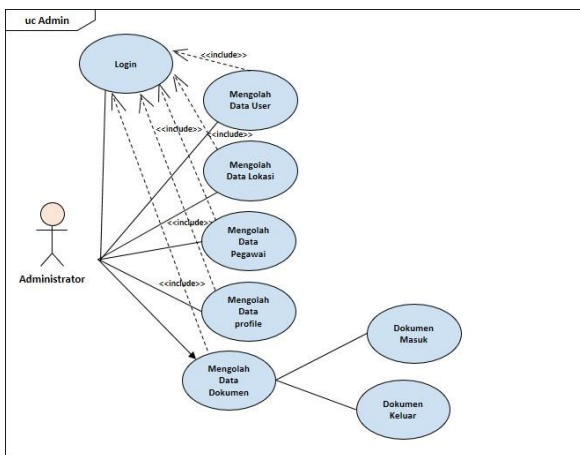 uc Admin
Login
<<include>>
Mengolah
Data User
<<include>>
<<include>>
Mengolah
Data Lokasi
<<include>>
Mengolah
Data
Pegawai
Administrator
<<include>>
Mengolah
Data
profile
Dokumen
Masuk
Mengolah
Data
Dokumen
Dokumen
Keluar